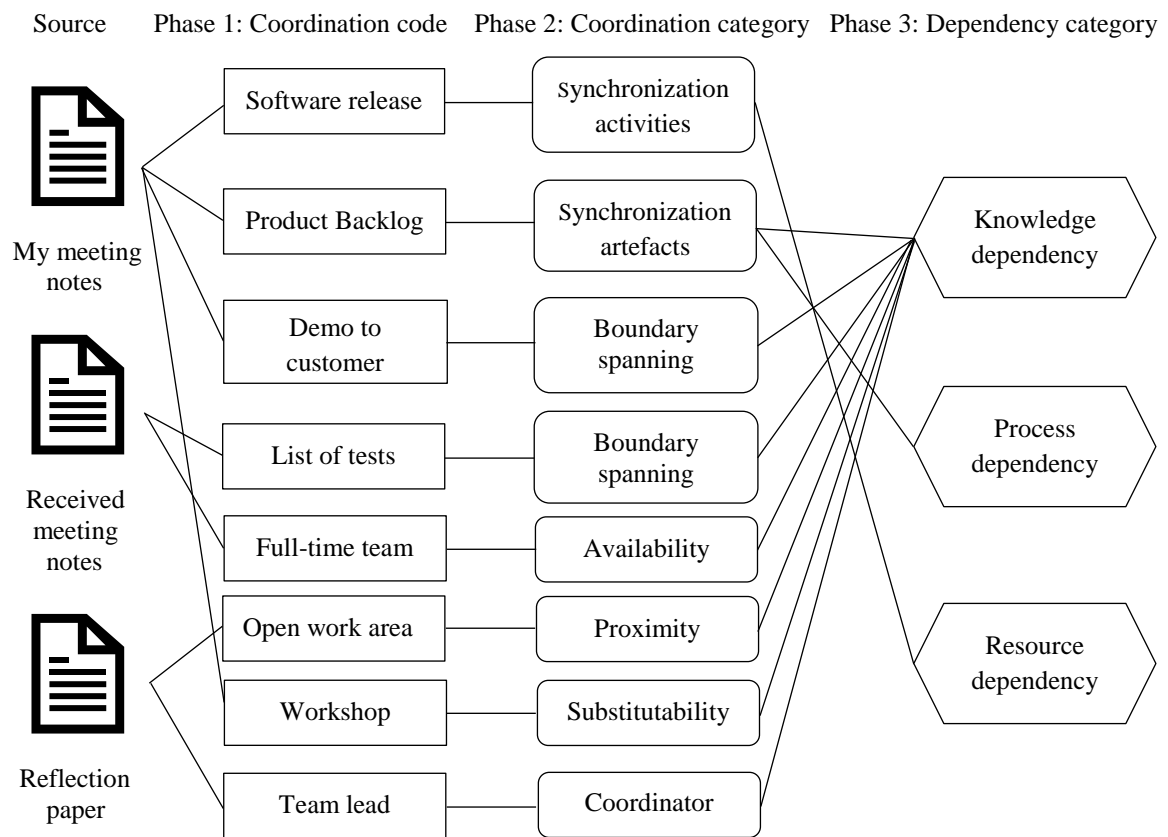 Source
Phase 1: Coordination code
Phase 2: Coordination category
Phase 3: Dependency category
My meeting
notes
Received
meeting
notes
Reflection
paper
Software release
Product Backlog
Demo to
customer
List of tests
Full-time team
Open work area
Workshop
Team lead
Synchronization
activities
Synchronization
artefacts
Boundary
spanning
Boundary
spanning
Availability
Proximity
Substitutability
Coordinator
Knowledge
dependency
Process
dependency
Resource
dependency